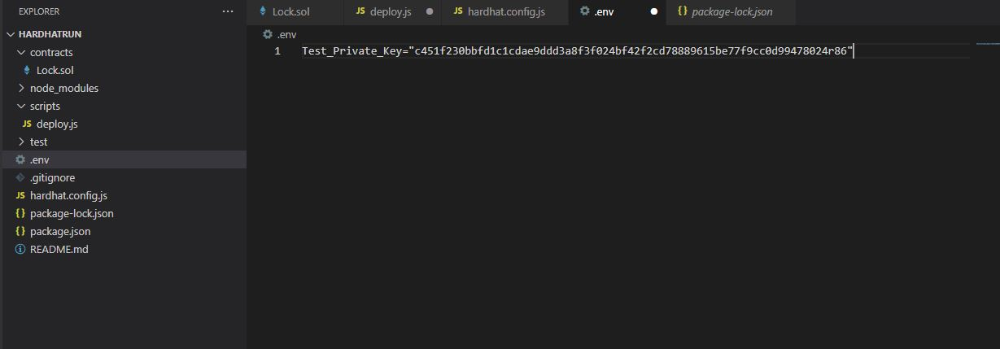 EXPLORER ...
Lock.sol
JS deploy.js
JS hardhat.config.js
.env
{} package-lock.json
HARDHATRUN
.env
contracts
1 Test_Private_Key="c451f230bbfd1c1cdae9ddd3a8f3f024bf42f2cd78889615be77f9cc0d99478024r86"
Lock.sol
node_modules
scripts
JS deploy.js
test
.env
.gitignore
JS hardhat.config.js
{} package-lock.json
{} package.json
README.md